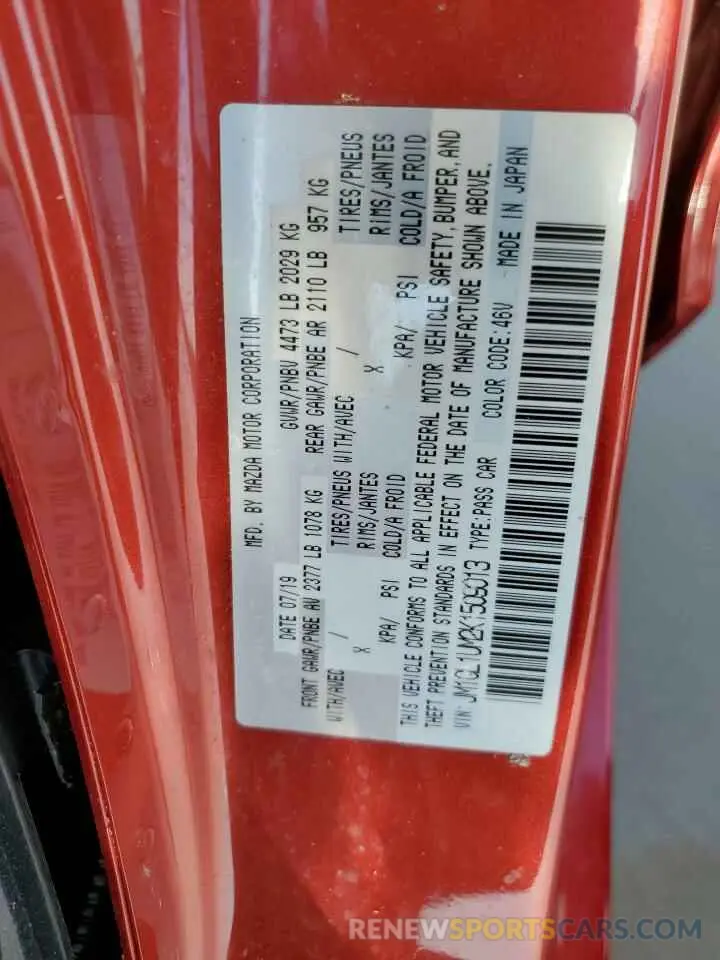 MFD. BY MAZDA MOTOR CORPORATION
DATE 07/19 GVWR/PNBV 4473 LB 2029 KG
FRONT GAWR/PNBE AV 2377 LB 1078 KG REAR GAWR/PNBE AR 2110 LB 957 KG
WITH/AVEC / TIRES/PNEUS WITH/AVEC / TIRES/PNEUS
X RIMS/JANTES X RIMS/JANTES
KPA/ PSI COLD/A FROID KPA/ PSI COLD/A FROID
THIS VEHICLE CONFORMS TO ALL APPLICABLE FEDERAL MOTOR VEHICLE SAFETY, BUMPER, AND
THEFT PREVENTION STANDARDS IN EFFECT ON THE DATE OF MANUFACTURE SHOWN ABOVE.
VIN: JM1GL1UM2K1509013 TYPE:PASS CAR COLOR CODE:46V MADE IN JAPAN
RENEWSPORTSCARS.COM